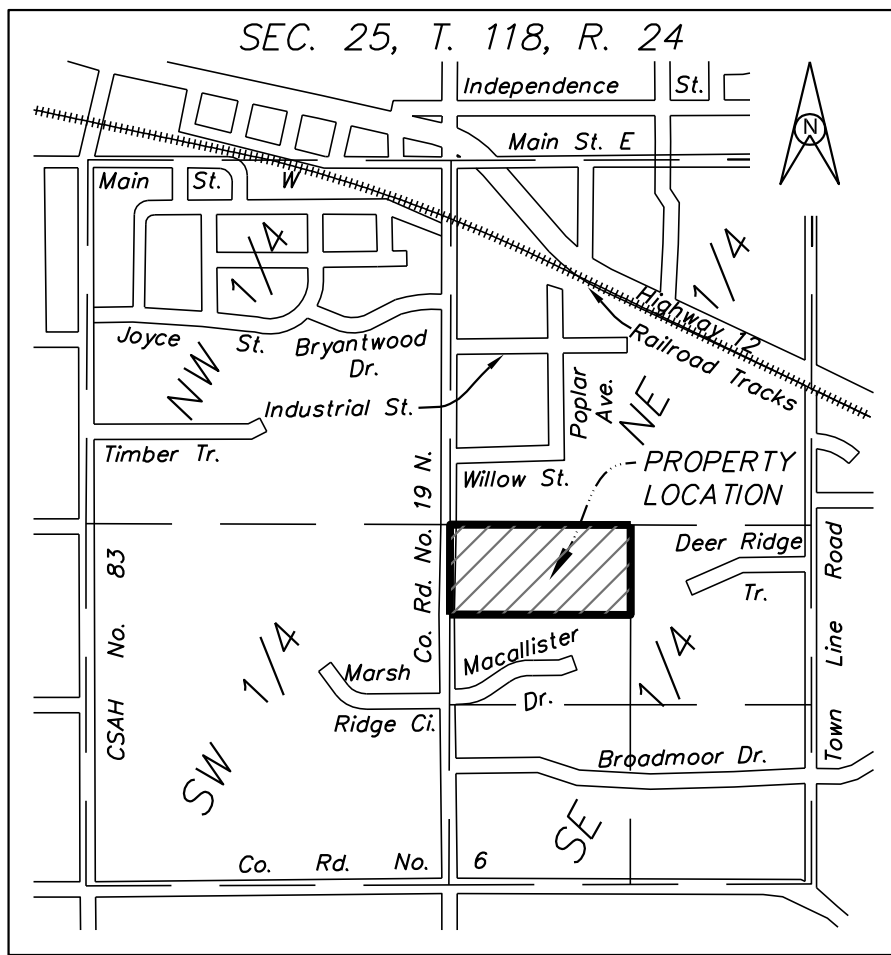 SEC. 25, T. 118, R. 24
Independence St.
Main St. E
N
Main St. W
1/4
1/4
Highway 12
Railroad Tracks
Joyce St.
Bryantwood
Dr.
NW
Industrial St.
Poplar
Ave.
NE
Timber Tr.
Willow St.
PROPERTY
LOCATION
Co. Rd. No. 19 N.
CSAH No. 83
Deer Ridge
Tr.
Town Line Road
1/4
Marsh
Ridge Ci.
Macallister
Dr.
1/4
SW
Broadmoor Dr.
SE
Co. Rd. No. 6